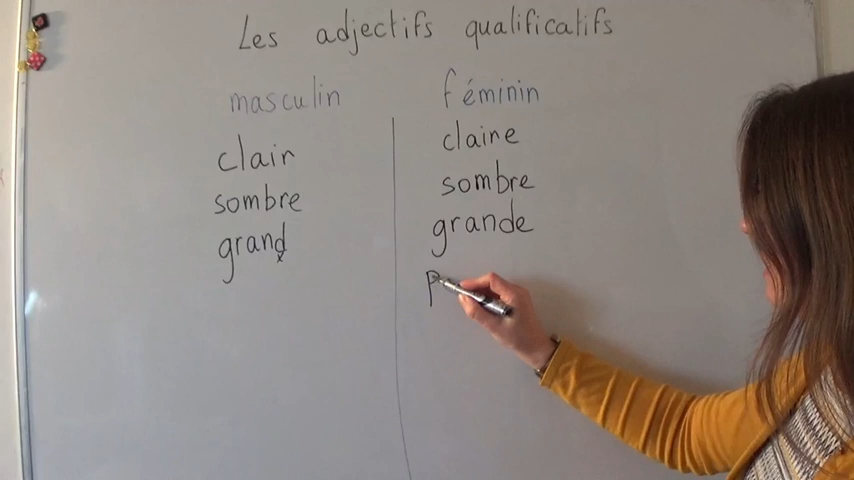 Les adjectifs qualificatifs
masculin féminin
clair claire
sombre sombre
grand grande
p